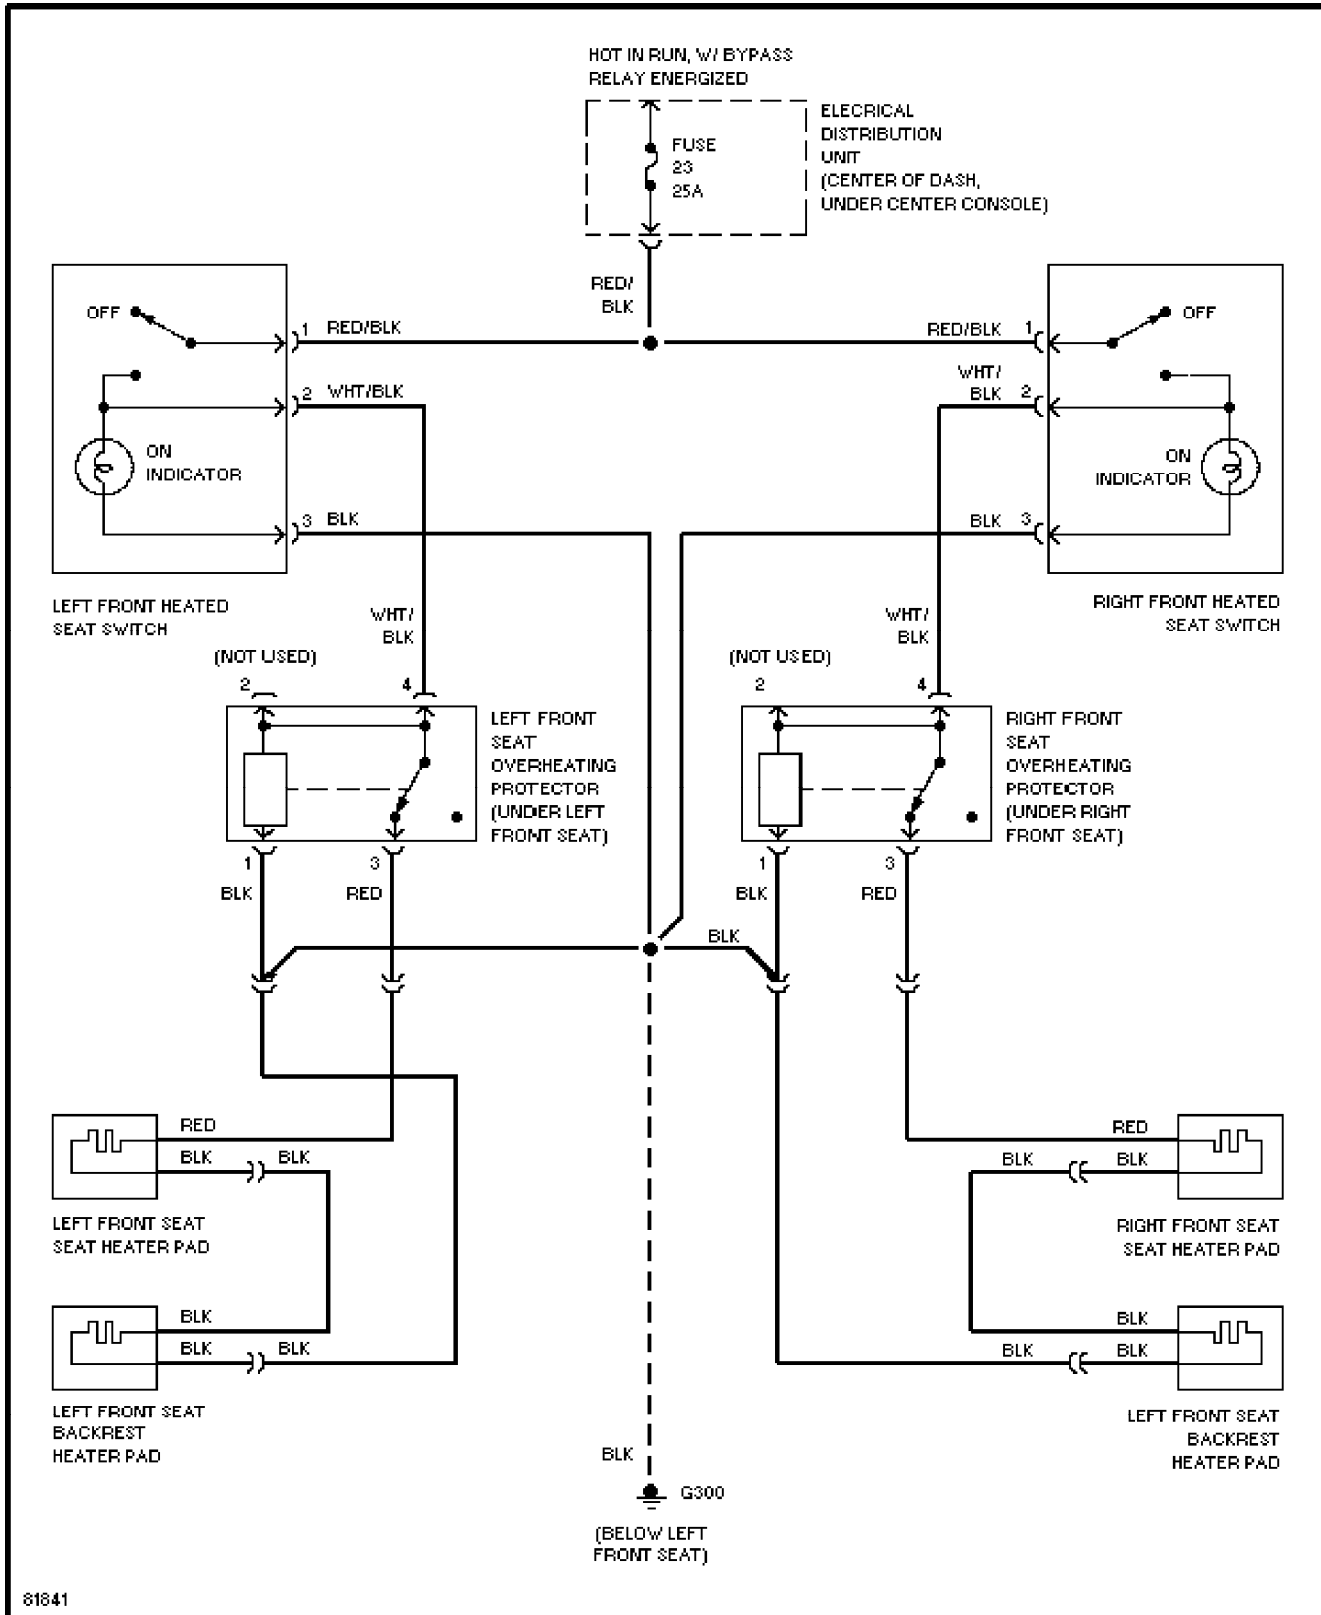 HOT IN RUN, W/ BYPASS
RELAY ENERGIZED
ELECRICAL
DISTRIBUTION
UNIT
(CENTER OF DASH,
UNDER CENTER CONSOLE)
FUSE
23
25A
RED/
BLK
OFF
1 RED/BLK
2 WHT/BLK
ON
INDICATOR
3 BLK
LEFT FRONT HEATED
SEAT SWITCH
RED/BLK 1
OFF
WHT/
BLK 2
ON
INDICATOR
BLK 3
RIGHT FRONT HEATED
SEAT SWITCH
WHT/
BLK
(NOT USED)
2 4
LEFT FRONT
SEAT
OVERHEATING
PROTECTOR
(UNDER LEFT
FRONT SEAT)
1 3
BLK RED
WHT/
BLK
(NOT USED)
2 4
RIGHT FRONT
SEAT
OVERHEATING
PROTECTOR
(UNDER RIGHT
FRONT SEAT)
1 3
BLK RED
BLK
RED
BLK BLK
LEFT FRONT SEAT
SEAT HEATER PAD
BLK
BLK BLK
LEFT FRONT SEAT
BACKREST
HEATER PAD
RED
BLK BLK
RIGHT FRONT SEAT
SEAT HEATER PAD
BLK
BLK BLK
LEFT FRONT SEAT
BACKREST
HEATER PAD
BLK
G300
(BELOW LEFT
FRONT SEAT)
81841